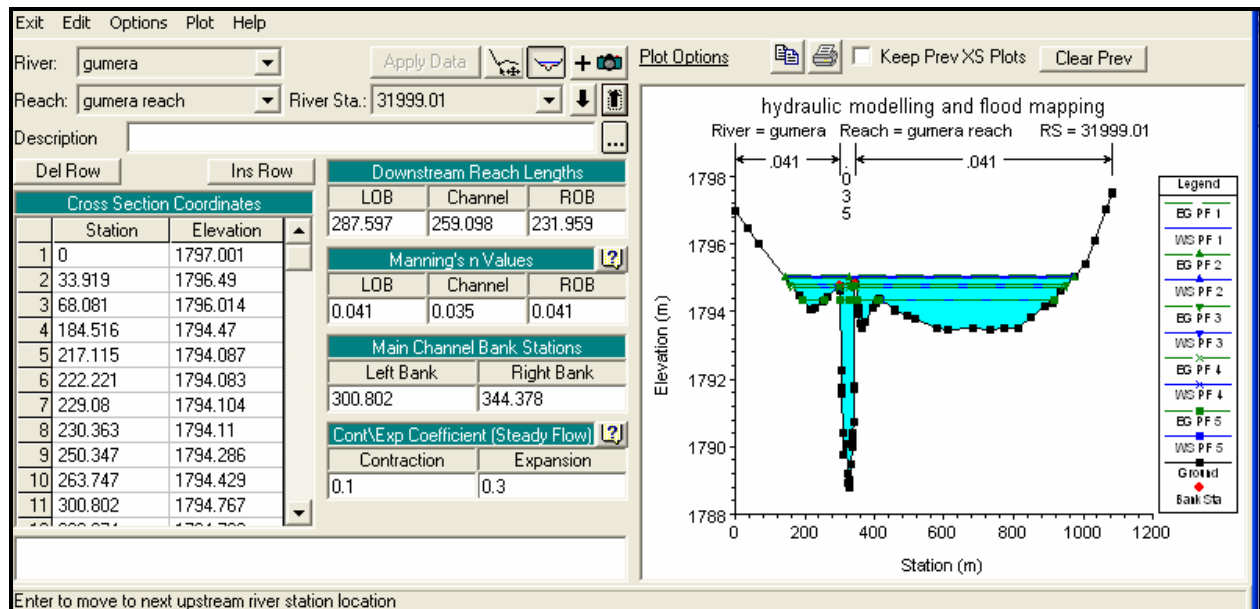 Exit Edit Options Plot Help
River: gumera
Apply Data
Reach: gumera reach River Sta.: 31999.01
Description
...
Del Row Ins Row
Cross Section Coordinates
Station Elevation
1 0 1797.001
2 33.919 1796.49
3 68.081 1796.014
4 184.516 1794.47
5 217.115 1794.087
6 222.221 1794.083
7 229.08 1794.104
8 230.363 1794.11
9 250.347 1794.286
10 263.747 1794.429
11 300.802 1794.767
Downstream Reach Lengths
LOB Channel ROB
287.597 259.098 231.959
Manning's n Values
LOB Channel ROB
0.041 0.035 0.041
Main Channel Bank Stations
Left Bank Right Bank
300.802 344.378
Cont\Exp Coefficient (Steady Flow)
Contraction Expansion
0.1 0.3
Plot Options Keep Prev XS Plots Clear Prev
hydraulic modelling and flood mapping
River = gumera Reach = gumera reach RS = 31999.01
.041 .035 .041
1798
1796
1794
1792
1790
1788
Elevation (m)
0 200 400 600 800 1000 1200
Station (m)
Legend
EG PF 1
WS PF 1
EG PF 2
WS PF 2
EG PF 3
WS PF 3
EG PF 4
WS PF 4
EG PF 5
WS PF 5
Ground
Bank Sta
Enter to move to next upstream river station location